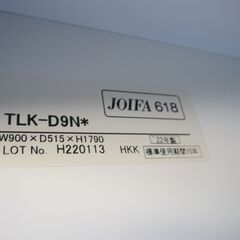 JOIFA 618
TLK-D9N*
W900 × D515 × H1790
22年製
LOT No. H220113 HKK
標準使用期間10年